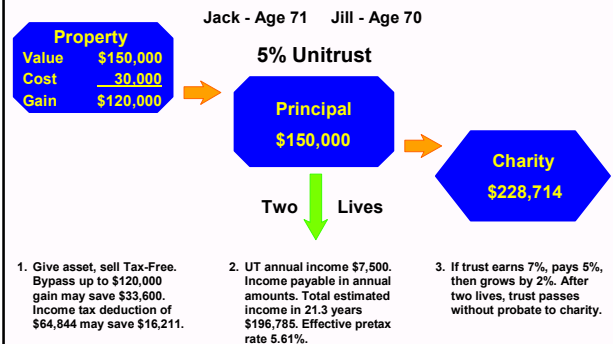 Jack - Age 71 Jill - Age 70
Property
Value $150,000
Cost 30,000
Gain $120,000
5% Unitrust
Principal
$150,000
Charity
$228,714
Two Lives
1. Give asset, sell Tax-Free.
Bypass up to $120,000
gain may save $33,600.
Income tax deduction of
$64,844 may save $16,211.
2. UT annual income $7,500.
Income payable in annual
amounts. Total estimated
income in 21.3 years
$196,785. Effective pretax
rate 5.61%.
3. If trust earns 7%, pays 5%,
then grows by 2%. After
two lives, trust passes
without probate to charity.